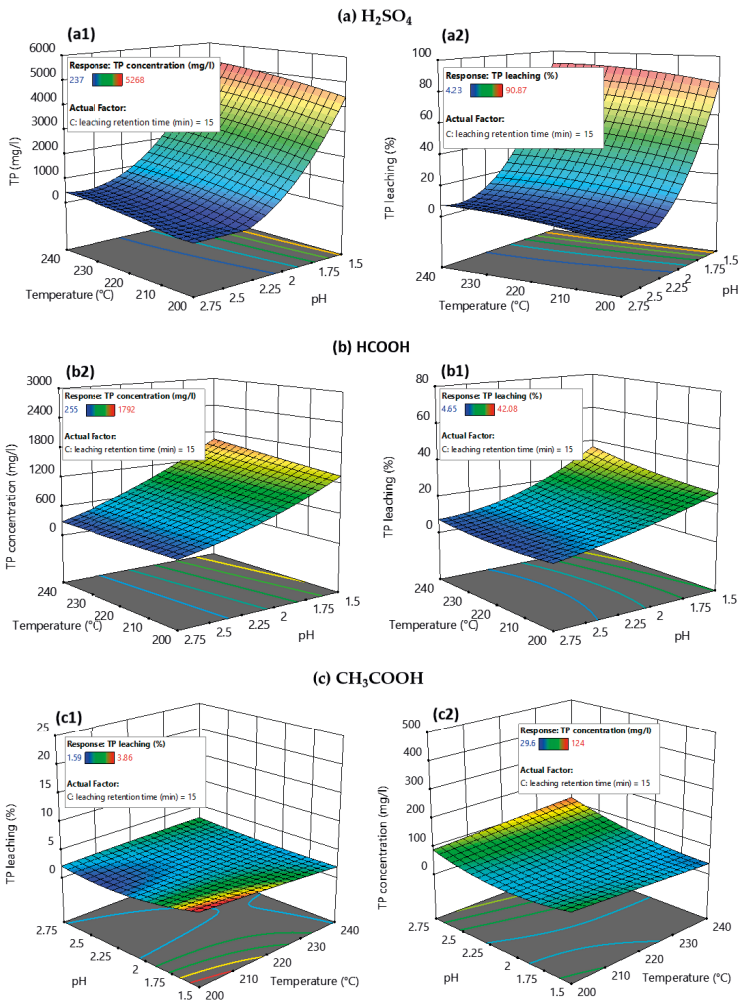 (a) H₂SO₄
(a1)
Response: TP concentration (mg/l)
237 5268
Actual Factor:
C: leaching retention time (min) = 15
6000
5000
4000
3000
2000
1000
0
TP (mg/l)
240
230
220
210
200
Temperature (°C)
2.75
2.5
2.25
2
1.75
1.5
pH
(a2)
Response: TP leaching (%)
4.23 90.87
Actual Factor:
C: leaching retention time (min) = 15
100
80
60
40
20
0
TP leaching (%)
240
230
220
210
200
Temperature (°C)
2.75
2.5
2.25
2
1.75
1.5
pH
(b) HCOOH
(b2)
Response: TP concentration (mg/l)
255 1792
Actual Factor:
C: leaching retention time (min) = 15
3000
2400
1800
1200
600
0
TP concentration (mg/l)
240
230
220
210
200
Temperature (°C)
2.75
2.5
2.25
2
1.75
1.5
pH
(b1)
Response: TP leaching (%)
4.65 42.08
Actual Factor:
C: leaching retention time (min) = 15
80
60
40
20
0
TP leaching (%)
240
230
220
210
200
Temperature (°C)
2.75
2.5
2.25
2
1.75
1.5
pH
(c) CH₃COOH
(c1)
Response: TP leaching (%)
1.59 3.86
Actual Factor:
C: leaching retention time (min) = 15
25
20
15
10
5
0
TP leaching (%)
2.75
2.5
2.25
2
1.75
1.5
pH
200
210
220
230
240
Temperature (°C)
(c2)
Response: TP concentration (mg/l)
29.6 124
Actual Factor:
C: leaching retention time (min) = 15
500
400
300
200
100
0
TP concentration (mg/l)
2.75
2.5
2.25
2
1.75
1.5
pH
200
210
220
230
240
Temperature (°C)